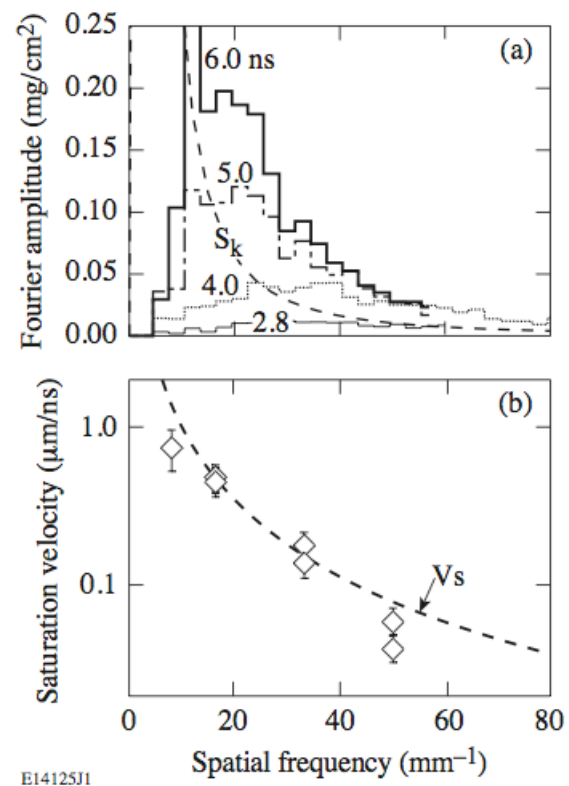 (a)
Fourier amplitude (mg/cm²)
0.25
0.20
0.15
0.10
0.05
0.00
6.0 ns
5.0
Sₖ
4.0
2.8
(b)
Saturation velocity (μm/ns)
1.0
0.1
Vs
0 20 40 60 80
Spatial frequency (mm⁻¹)
E14125J1